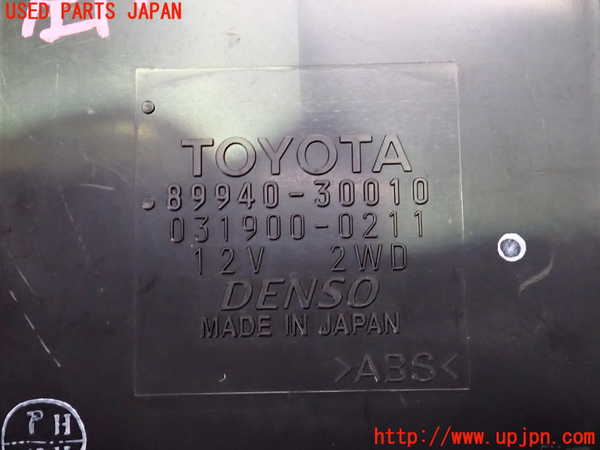 USED PARTS JAPAN
TOYOTA
89940-30010
031900-0211
12V 2WD
DENSO
MADE IN JAPAN
>ABS<
PH
http://www.upjpn.com/